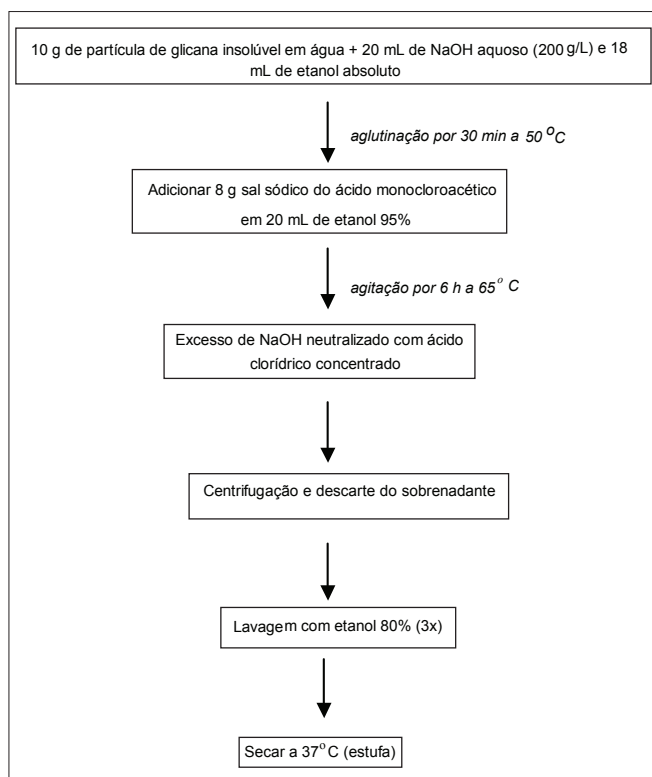 10 g de partícula de glicana insolúvel em água + 20 mL de NaOH aquoso (200 g/L) e 18
mL de etanol absoluto
aglutinação por 30 min a 50 ºC
Adicionar 8 g sal sódico do ácido monocloroacético
em 20 mL de etanol 95%
agitação por 6 h a 65º C
Excesso de NaOH neutralizado com ácido
clorídrico concentrado
Centrifugação e descarte do sobrenadante
Lavagem com etanol 80% (3x)
Secar a 37ºC (estufa)